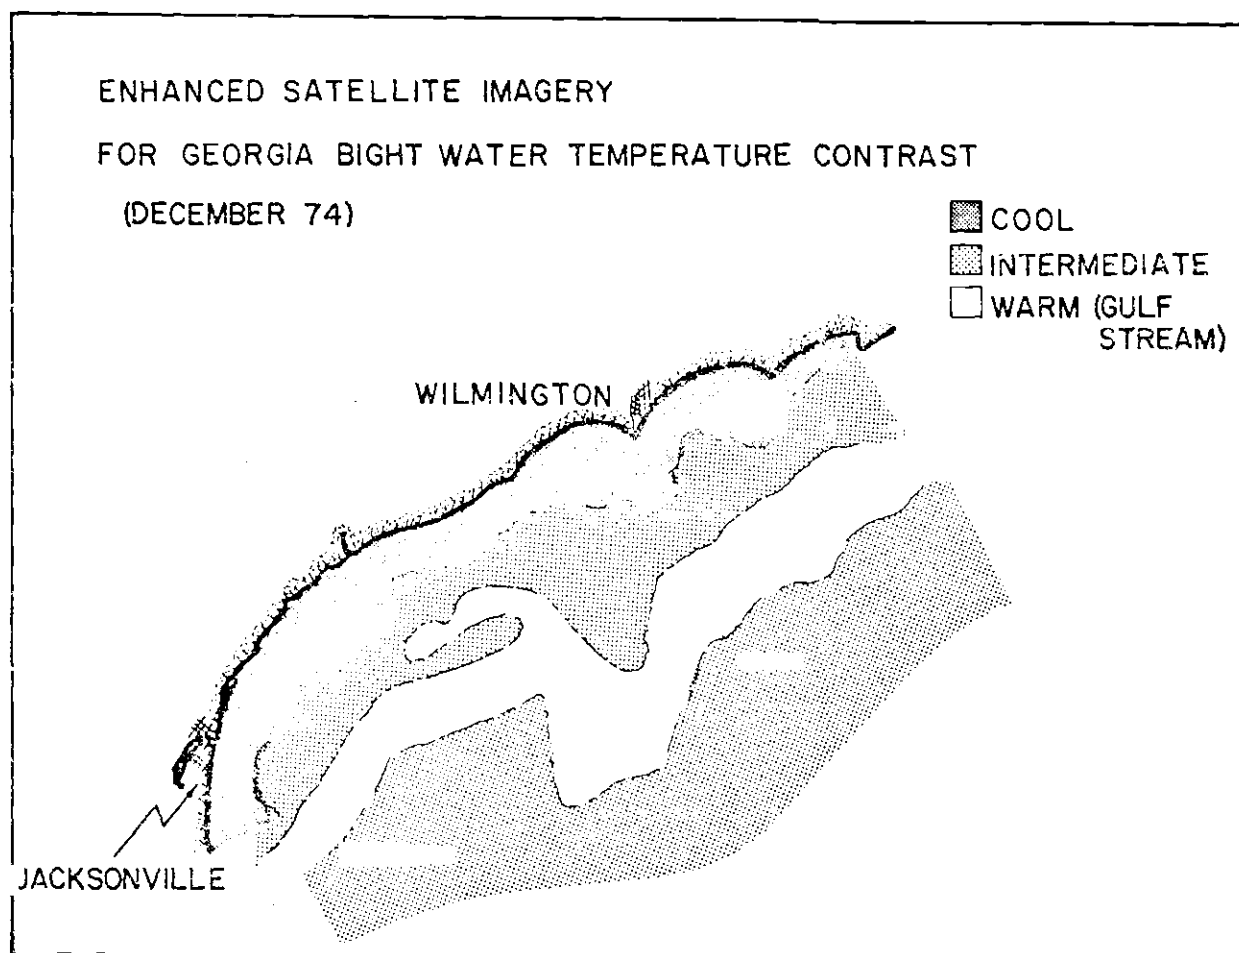 ENHANCED SATELLITE IMAGERY
FOR GEORGIA BIGHT WATER TEMPERATURE CONTRAST
(DECEMBER 74)
COOL
INTERMEDIATE
WARM (GULF
STREAM)
WILMINGTON
JACKSONVILLE